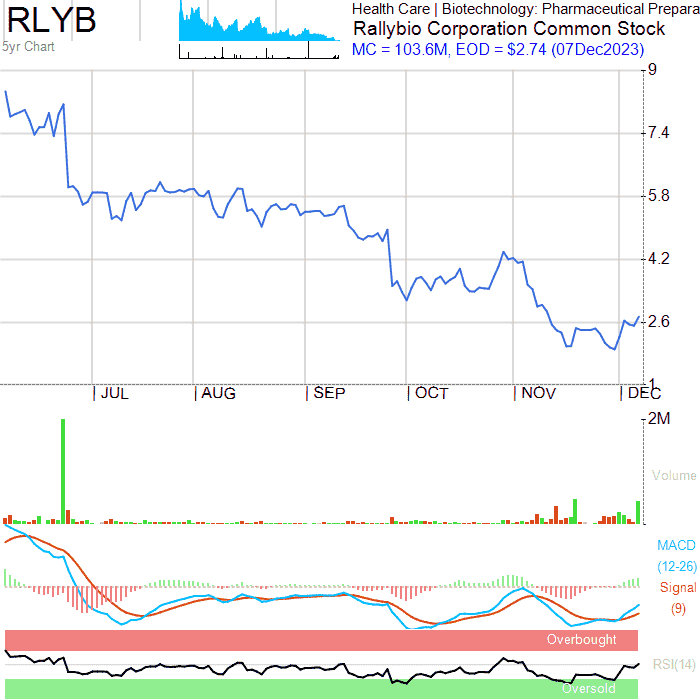 RLYB
5yr Chart
Health Care | Biotechnology: Pharmaceutical Prepara
Rallybio Corporation Common Stock
MC = 103.6M, EOD = $2.74 (07Dec2023)
9
7.4
5.8
4.2
2.6
1
JUL
AUG
SEP
OCT
NOV
DEC
2M
Volume
MACD
(12-26)
Signal
(9)
Overbought
RSI(14)
Oversold